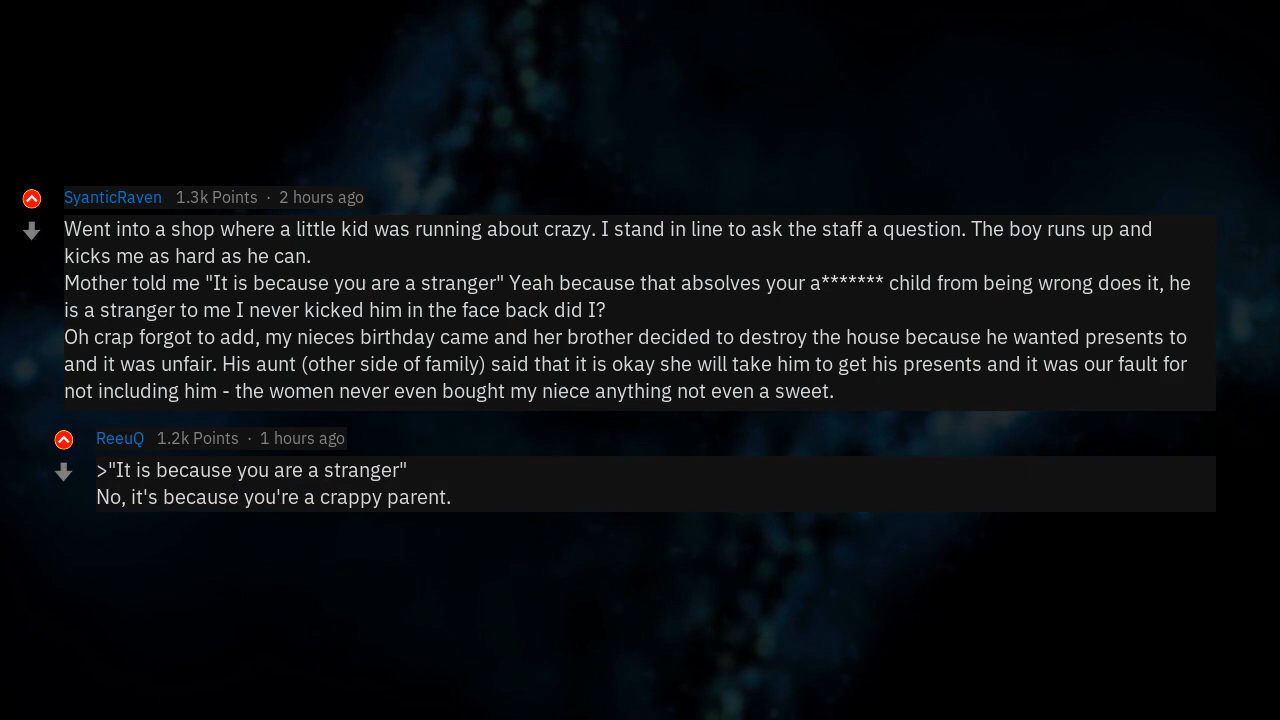 SyanticRaven 1.3k Points · 2 hours ago
Went into a shop where a little kid was running about crazy. I stand in line to ask the staff a question. The boy runs up and
kicks me as hard as he can.
Mother told me "It is because you are a stranger" Yeah because that absolves your a******* child from being wrong does it, he
is a stranger to me I never kicked him in the face back did I?
Oh crap forgot to add, my nieces birthday came and her brother decided to destroy the house because he wanted presents to
and it was unfair. His aunt (other side of family) said that it is okay she will take him to get his presents and it was our fault for
not including him - the women never even bought my niece anything not even a sweet.
ReeuQ 1.2k Points · 1 hours ago
>"It is because you are a stranger"
No, it's because you're a crappy parent.